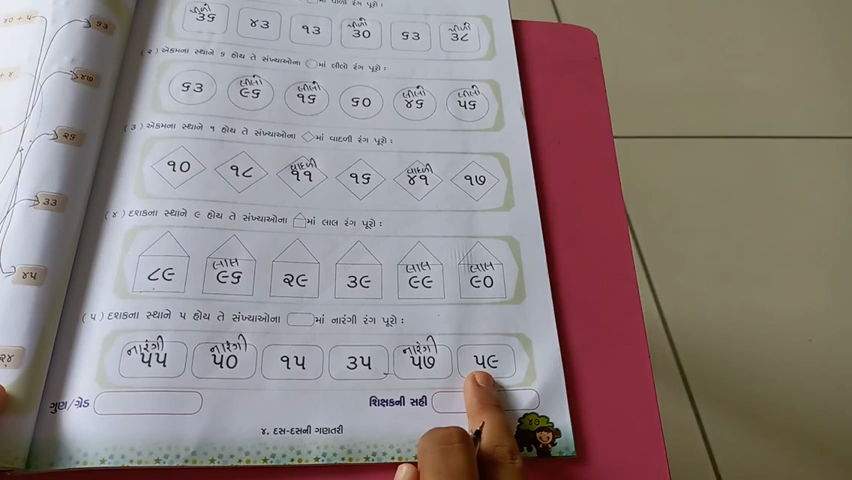 માં પીળો રંગ પૂરો :
પીળો પીળો પીળો
૩૬ ૪૩ ૧૩ ૩૦ ૬૩ ૩૮
(૨) એકમના સ્થાને ૬ હોય તે સંખ્યાઓના માં લીલો રંગ પૂરો :
લીલો લીલો લીલો લીલો
૬૩ ૯૬ ૧૬ ૬૦ ૪૬ ૫૬
(૩) એકમના સ્થાને ૧ હોય તે સંખ્યાઓના માં વાદળી રંગ પૂરો :
વાદળી વાદળી
૧૦ ૧૮ ૧૧ ૧૬ ૪૧ ૧૭
(૪) દશકના સ્થાને ૯ હોય તે સંખ્યાઓના માં લાલ રંગ પૂરો :
લાલ લાલ લાલ
૮૯ ૯૬ ૨૯ ૩૯ ૯૯ ૯૦
(૫) દશકના સ્થાને ૫ હોય તે સંખ્યાઓના માં નારંગી રંગ પૂરો :
નારંગી નારંગી નારંગી
૫૫ ૫૦ ૧૫ ૩૫ ૫૭ ૫૯
ગુણ/ગ્રેડ શિક્ષકની સહી
૪. દસ-દસની ગણતરી
૪૭
૨૬
૩૩
૪૫
૨૪